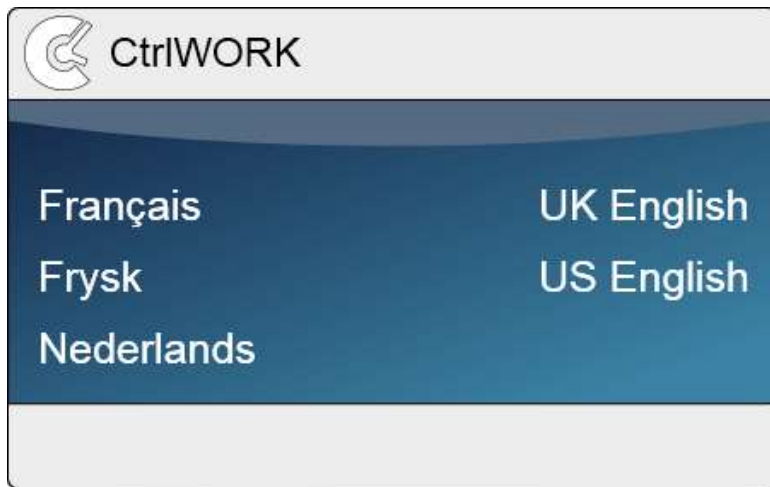 CtrlWORK
Français
UK English
Frysk
US English
Nederlands